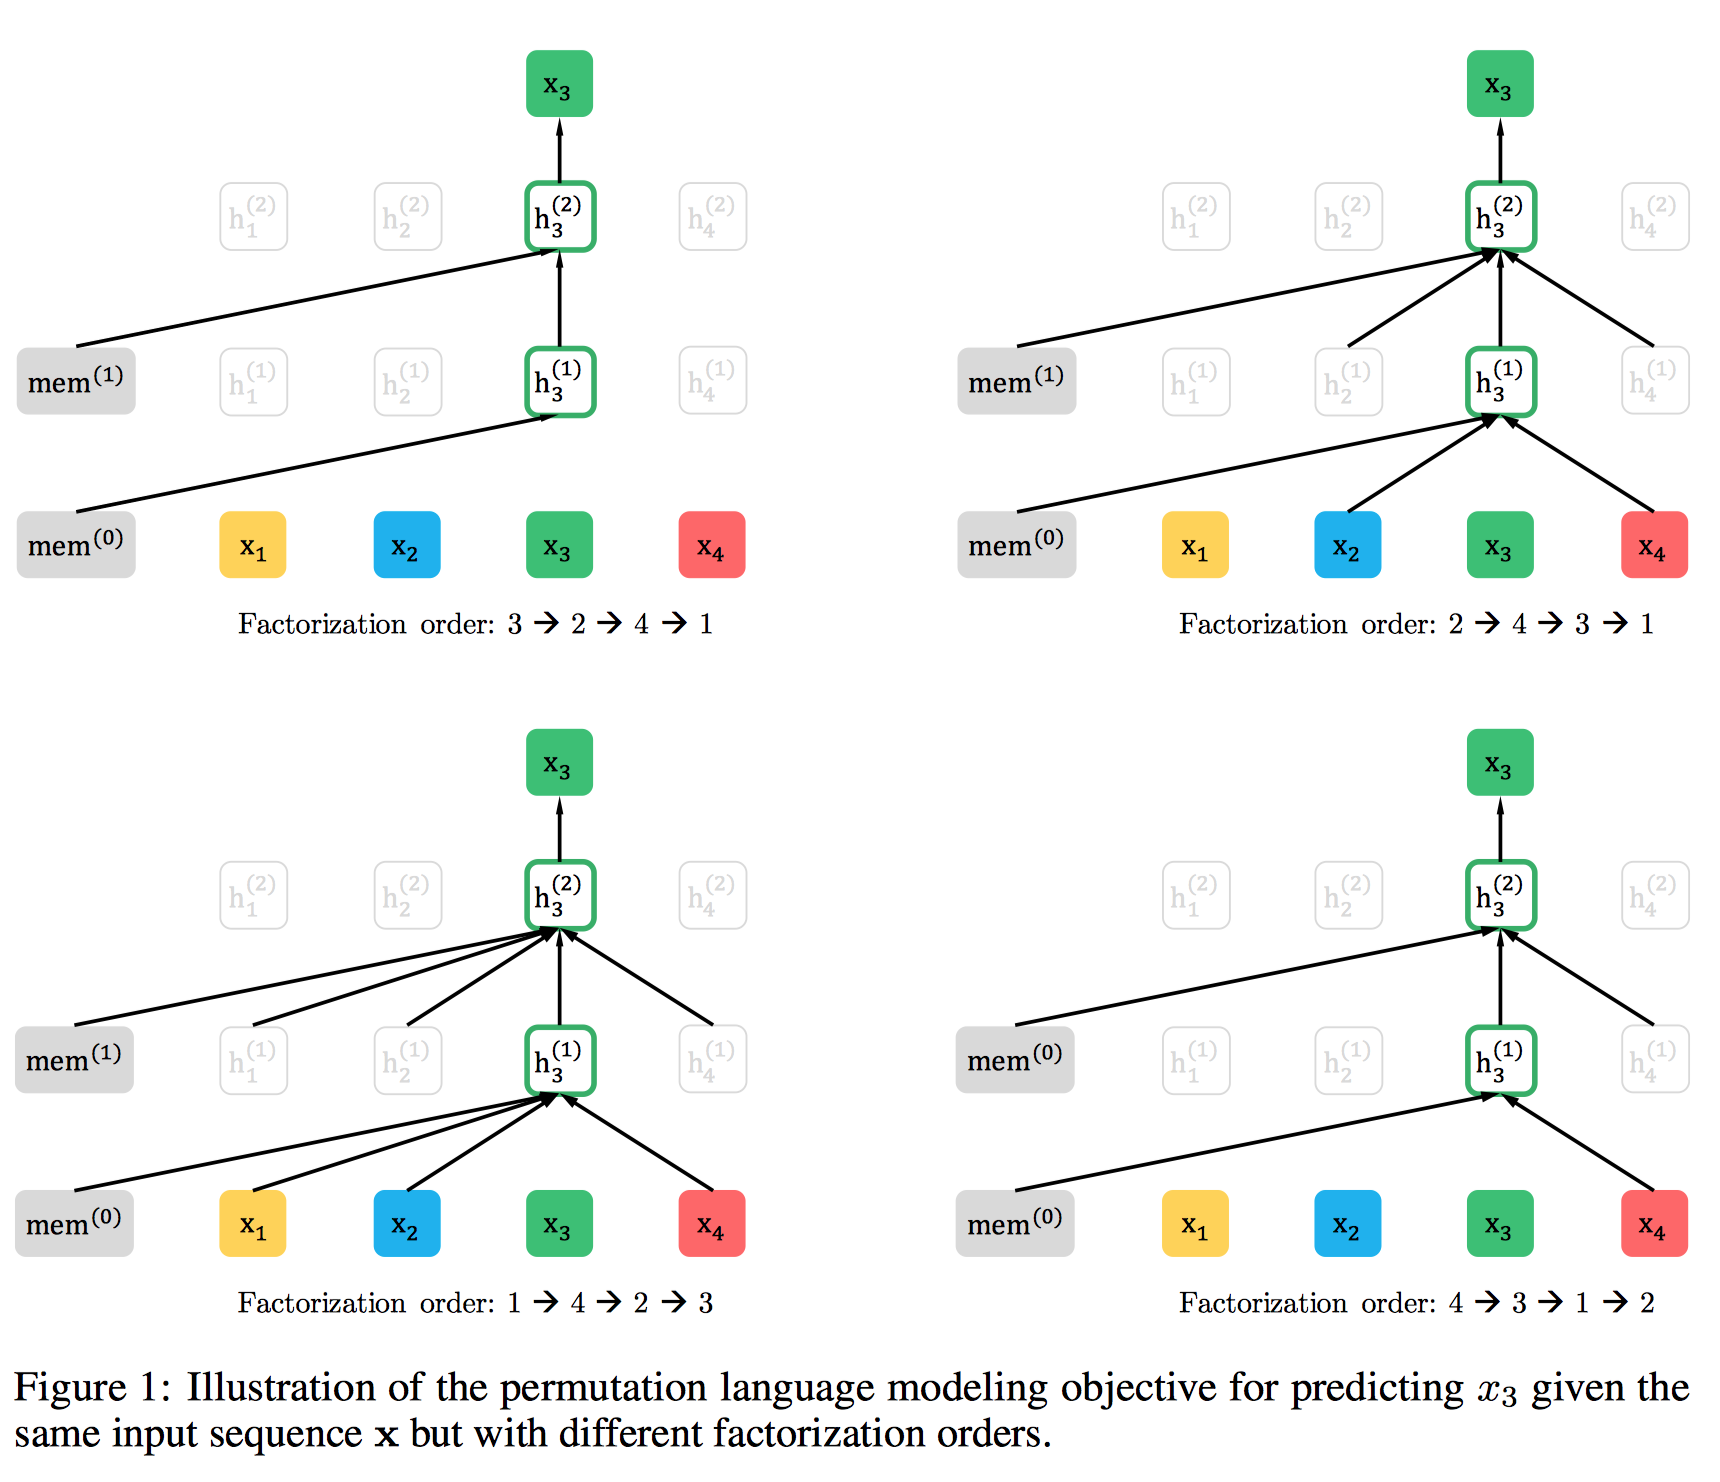 x₃
h₁⁽²⁾ h₂⁽²⁾ h₃⁽²⁾ h₄⁽²⁾
mem⁽¹⁾ h₁⁽¹⁾ h₂⁽¹⁾ h₃⁽¹⁾ h₄⁽¹⁾
mem⁽⁰⁾ x₁ x₂ x₃ x₄
Factorization order: 3 → 2 → 4 → 1
x₃
h₁⁽²⁾ h₂⁽²⁾ h₃⁽²⁾ h₄⁽²⁾
mem⁽¹⁾ h₁⁽¹⁾ h₂⁽¹⁾ h₃⁽¹⁾ h₄⁽¹⁾
mem⁽⁰⁾ x₁ x₂ x₃ x₄
Factorization order: 2 → 4 → 3 → 1
x₃
h₁⁽²⁾ h₂⁽²⁾ h₃⁽²⁾ h₄⁽²⁾
mem⁽¹⁾ h₁⁽¹⁾ h₂⁽¹⁾ h₃⁽¹⁾ h₄⁽¹⁾
mem⁽⁰⁾ x₁ x₂ x₃ x₄
Factorization order: 1 → 4 → 2 → 3
x₃
h₁⁽²⁾ h₂⁽²⁾ h₃⁽²⁾ h₄⁽²⁾
mem⁽⁰⁾ h₁⁽¹⁾ h₂⁽¹⁾ h₃⁽¹⁾ h₄⁽¹⁾
mem⁽⁰⁾ x₁ x₂ x₃ x₄
Factorization order: 4 → 3 → 1 → 2
Figure 1: Illustration of the permutation language modeling objective for predicting x₃ given the
same input sequence x but with different factorization orders.